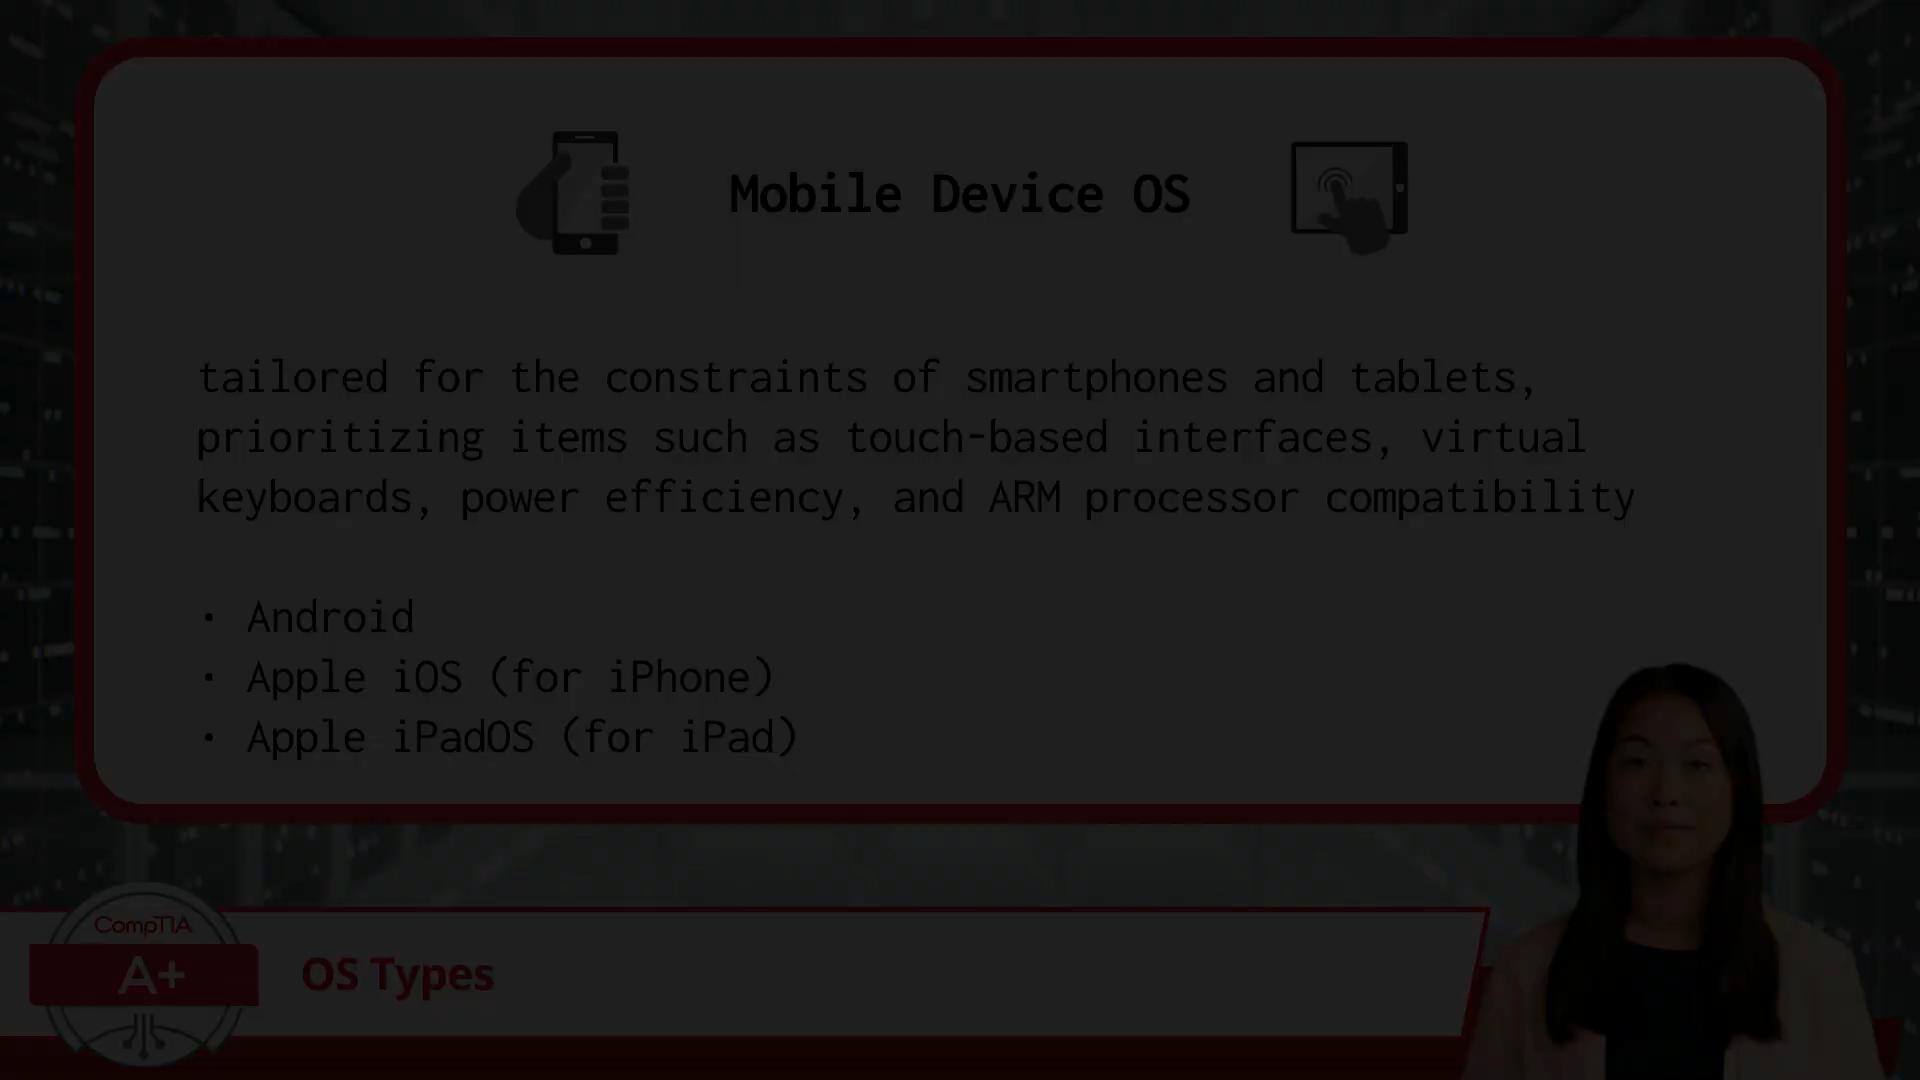 Mobile Device OS
tailored for the constraints of smartphones and tablets,
prioritizing items such as touch-based interfaces, virtual
keyboards, power efficiency, and ARM processor compatibility
• Android
• Apple iOS (for iPhone)
• Apple iPadOS (for iPad)
CompTIA
A+
OS Types